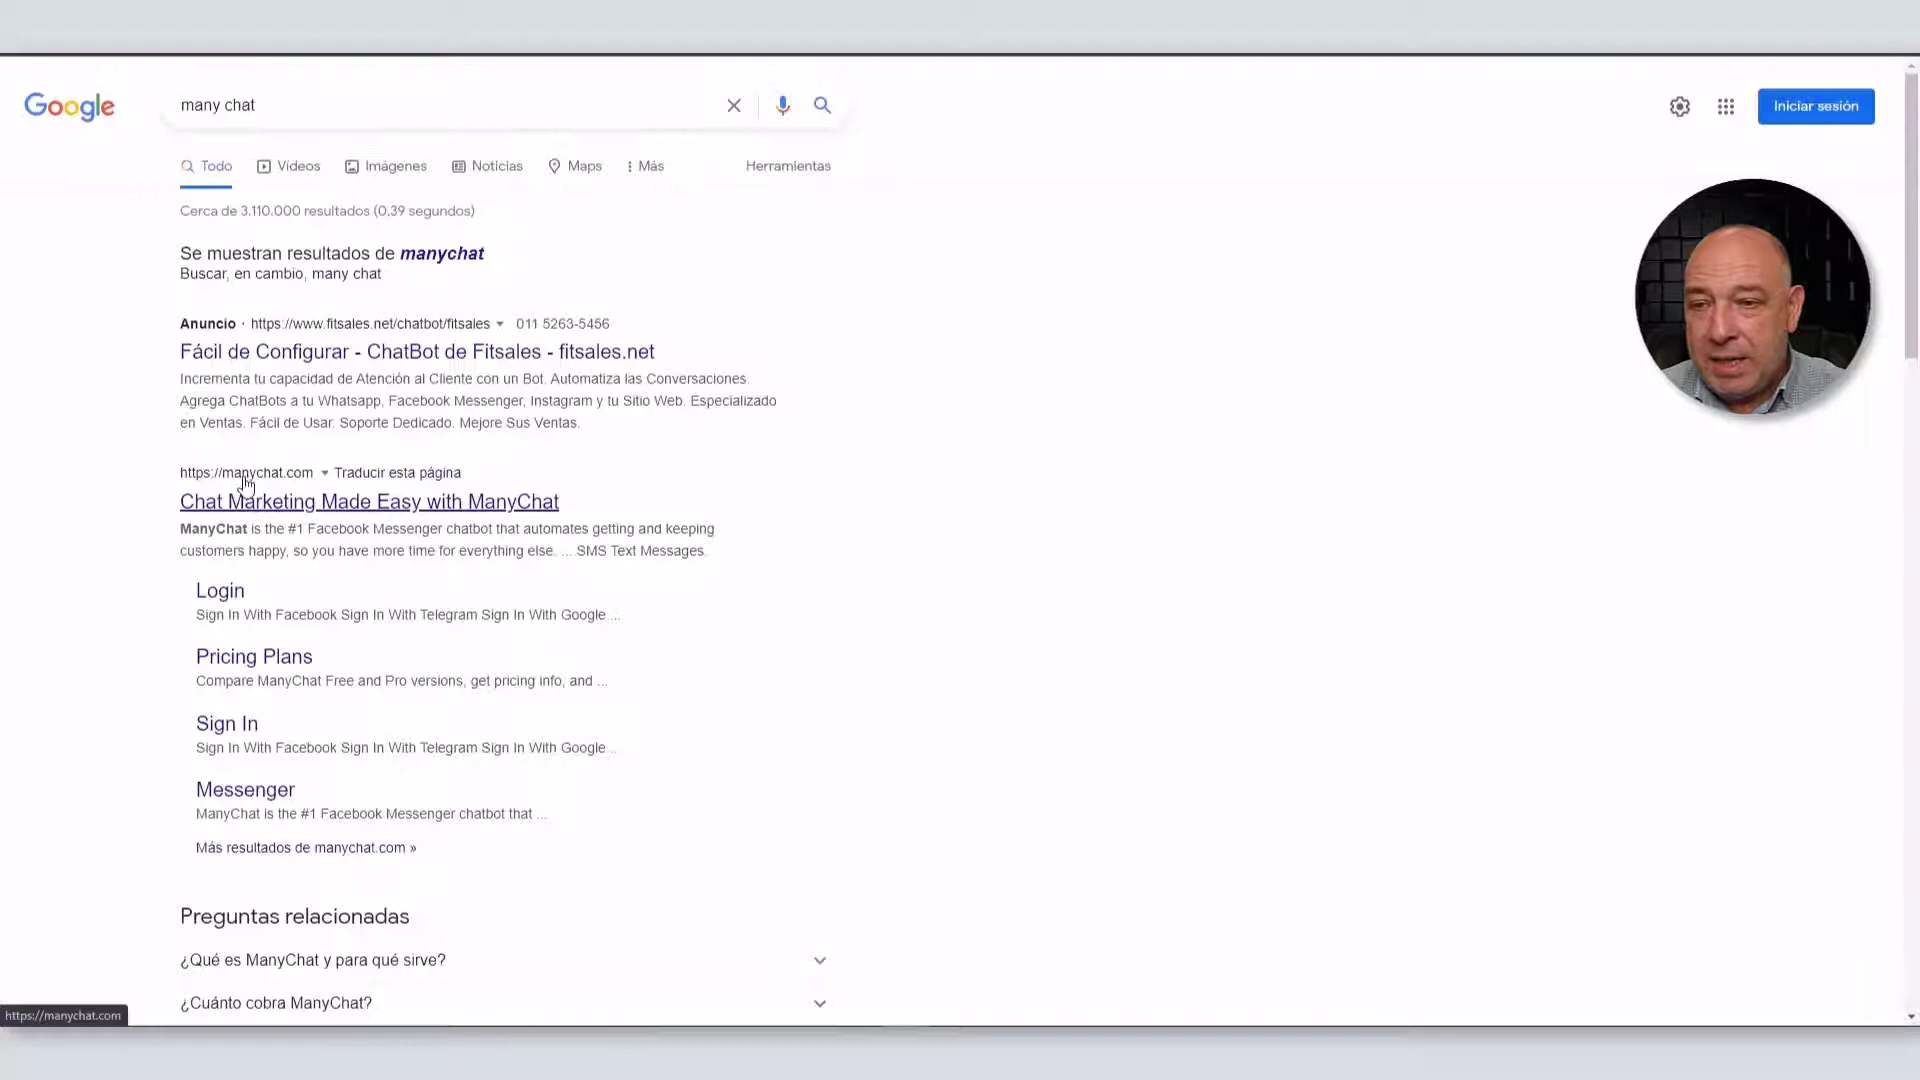 Google
many chat
Iniciar sesión
Todo
Vídeos
Imágenes
Noticias
Maps
Más
Herramientas
Cerca de 3.110.000 resultados (0.39 segundos)
Se muestran resultados de manychat
Buscar, en cambio, many chat
Anuncio · https://www.fitsales.net/chatbot/fitsales 011 5263-5456
Fácil de Configurar - ChatBot de Fitsales - fitsales.net
Incrementa tu capacidad de Atención al Cliente con un Bot. Automatiza las Conversaciones.
Agrega ChatBots a tu Whatsapp, Facebook Messenger, Instagram y tu Sitio Web. Especializado
en Ventas. Fácil de Usar. Soporte Dedicado. Mejore Sus Ventas.
https://manychat.com Traducir esta página
Chat Marketing Made Easy with ManyChat
ManyChat is the #1 Facebook Messenger chatbot that automates getting and keeping
customers happy, so you have more time for everything else. ... SMS Text Messages.
Login
Sign In With Facebook Sign In With Telegram Sign In With Google ...
Pricing Plans
Compare ManyChat Free and Pro versions, get pricing info, and ...
Sign In
Sign In With Facebook Sign In With Telegram Sign In With Google ...
Messenger
ManyChat is the #1 Facebook Messenger chatbot that ...
Más resultados de manychat.com »
Preguntas relacionadas
¿Qué es ManyChat y para qué sirve?
¿Cuánto cobra ManyChat?
https://manychat.com